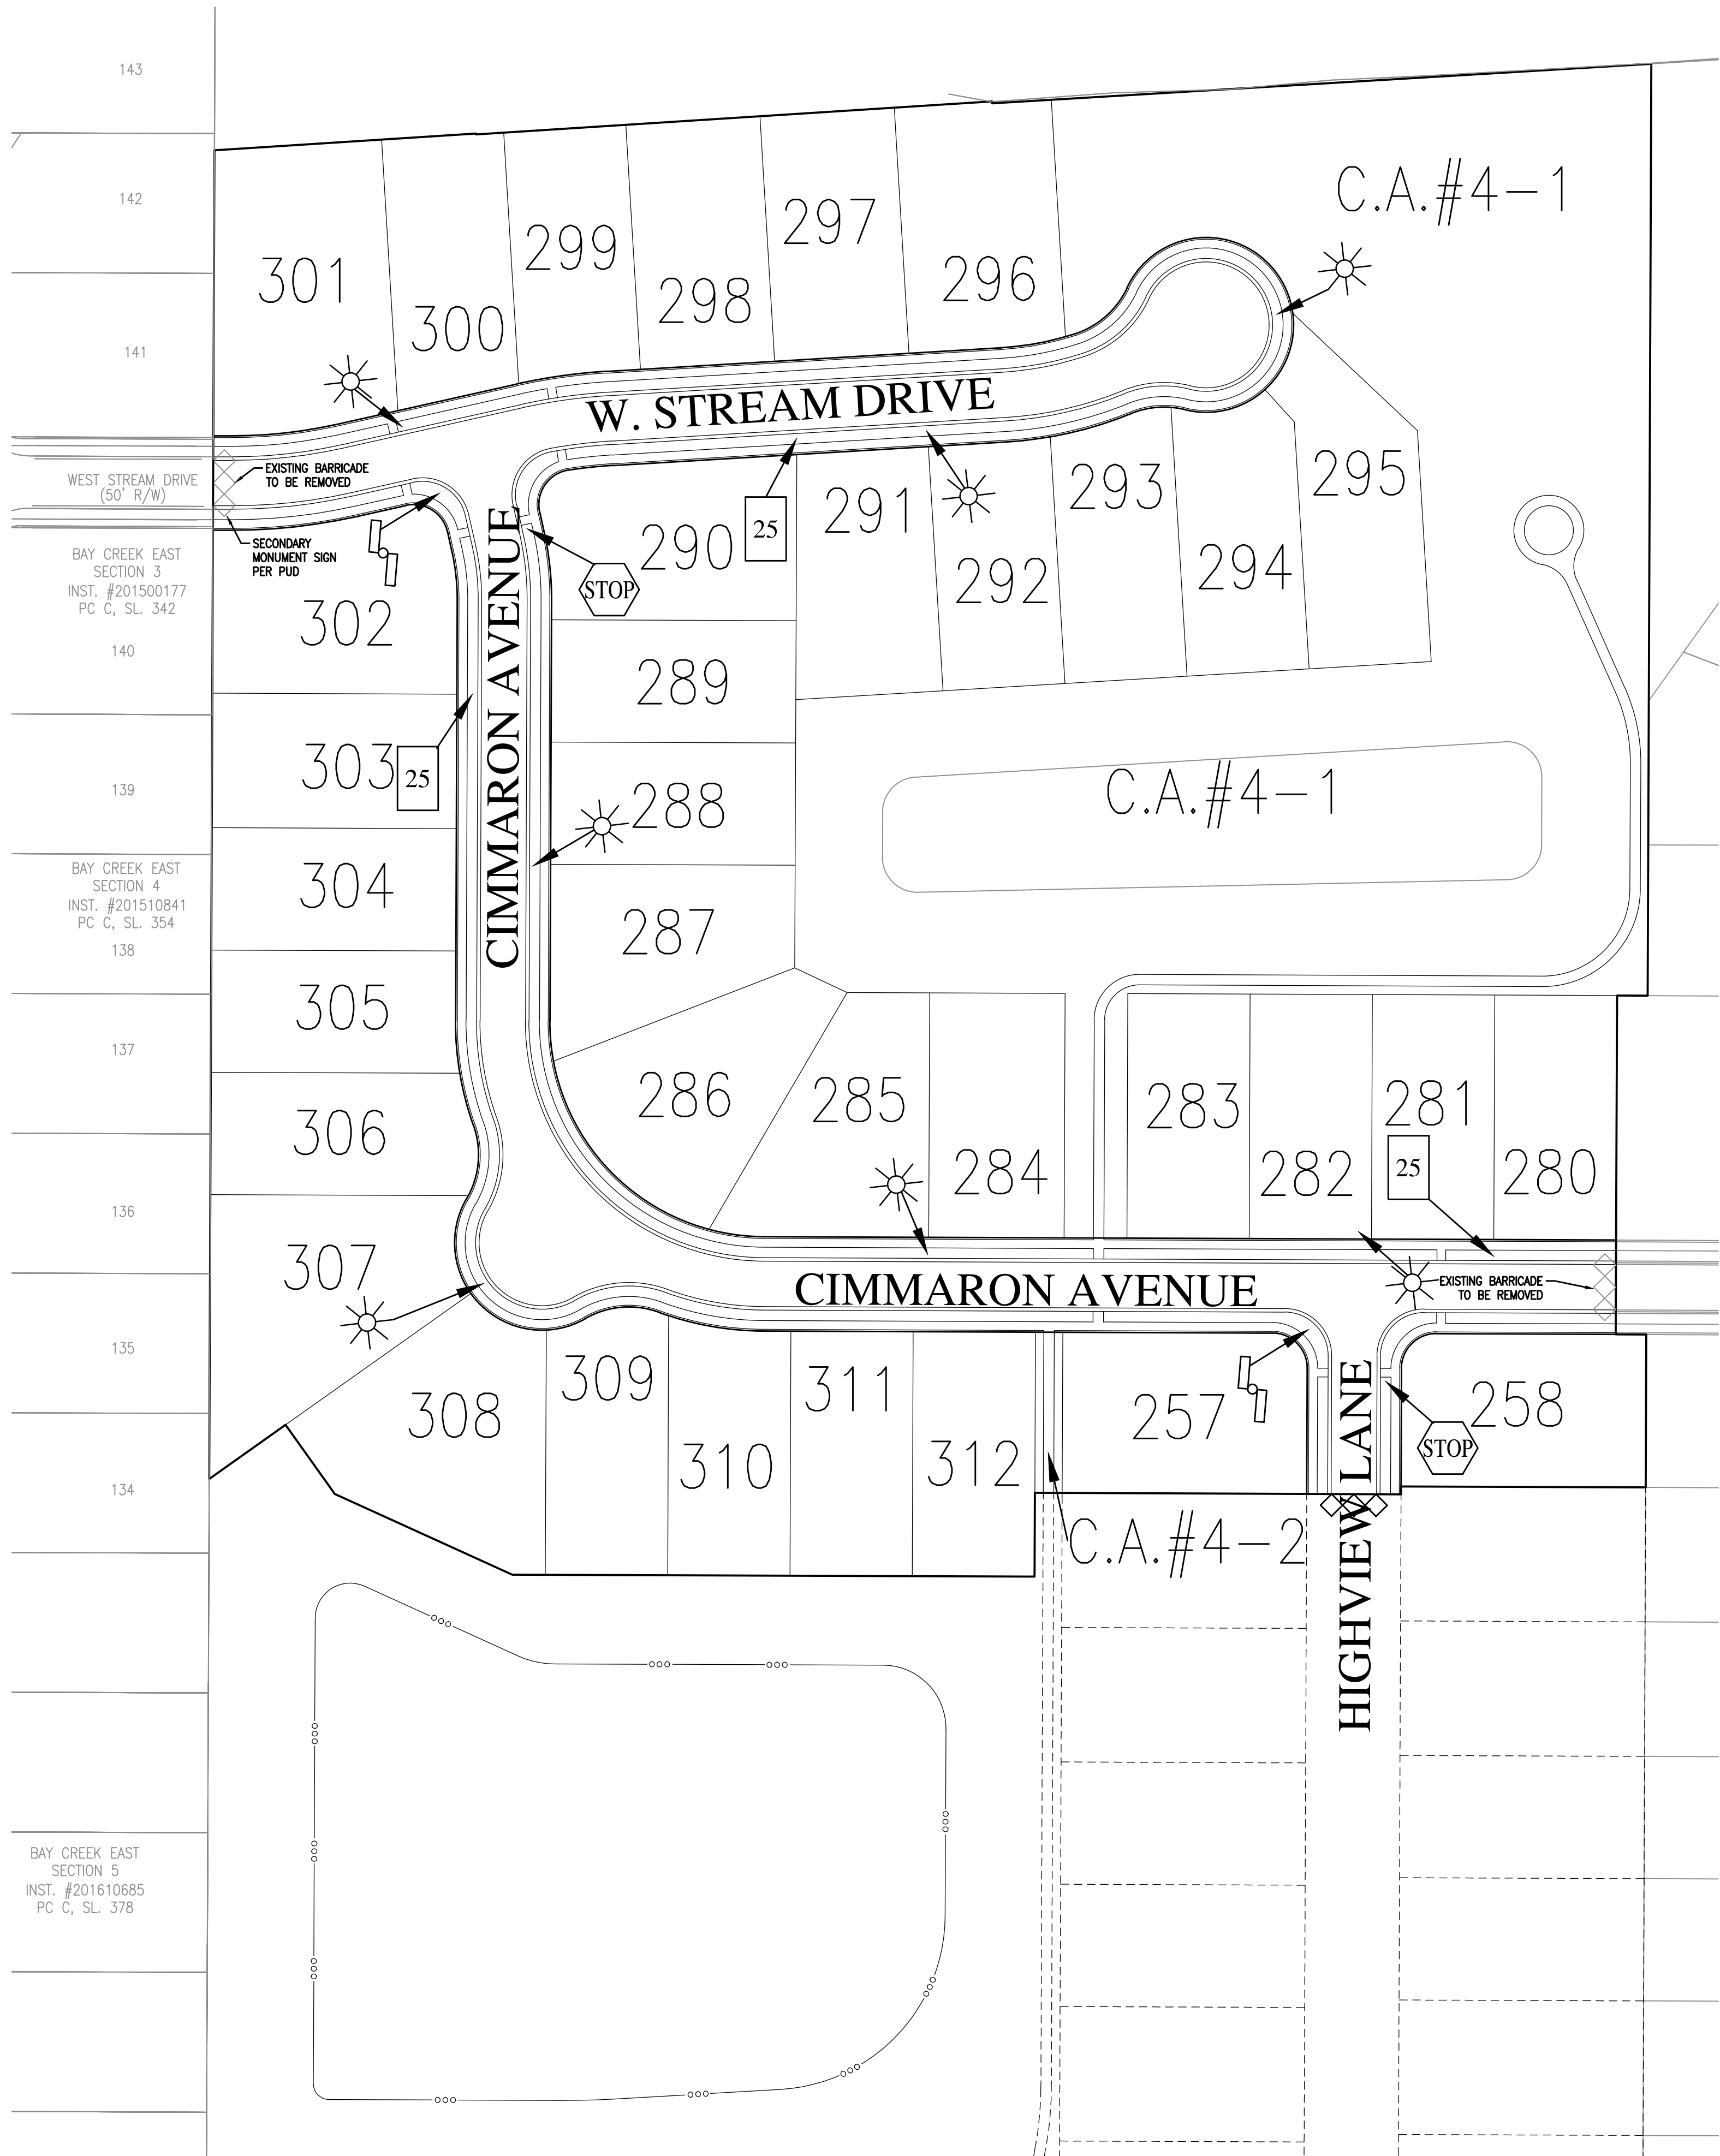 143
142
141
WEST STREAM DRIVE
(50' R/W)
BAY CREEK EAST
SECTION 3
INST. #201500177
PC C, SL. 342
140
139
BAY CREEK EAST
SECTION 4
INST. #201510841
PC C, SL. 354
138
137
136
135
134
BAY CREEK EAST
SECTION 5
INST. #201610685
PC C, SL. 378
301
300
299
298
297
296
C.A.#4-1
W. STREAM DRIVE
EXISTING BARRICADE
TO BE REMOVED
SECONDARY
MONUMENT SIGN
PER PUD
302
290
25
STOP
291
292
293
294
295
CIMMARON AVENUE
289
303
25
288
C.A.#4-1
304
287
305
306
286
285
284
283
282
281
25
280
307
CIMMARON AVENUE
EXISTING BARRICADE
TO BE REMOVED
308
309
310
311
312
257
258
STOP
C.A.#4-2
HIGHVIEW LANE